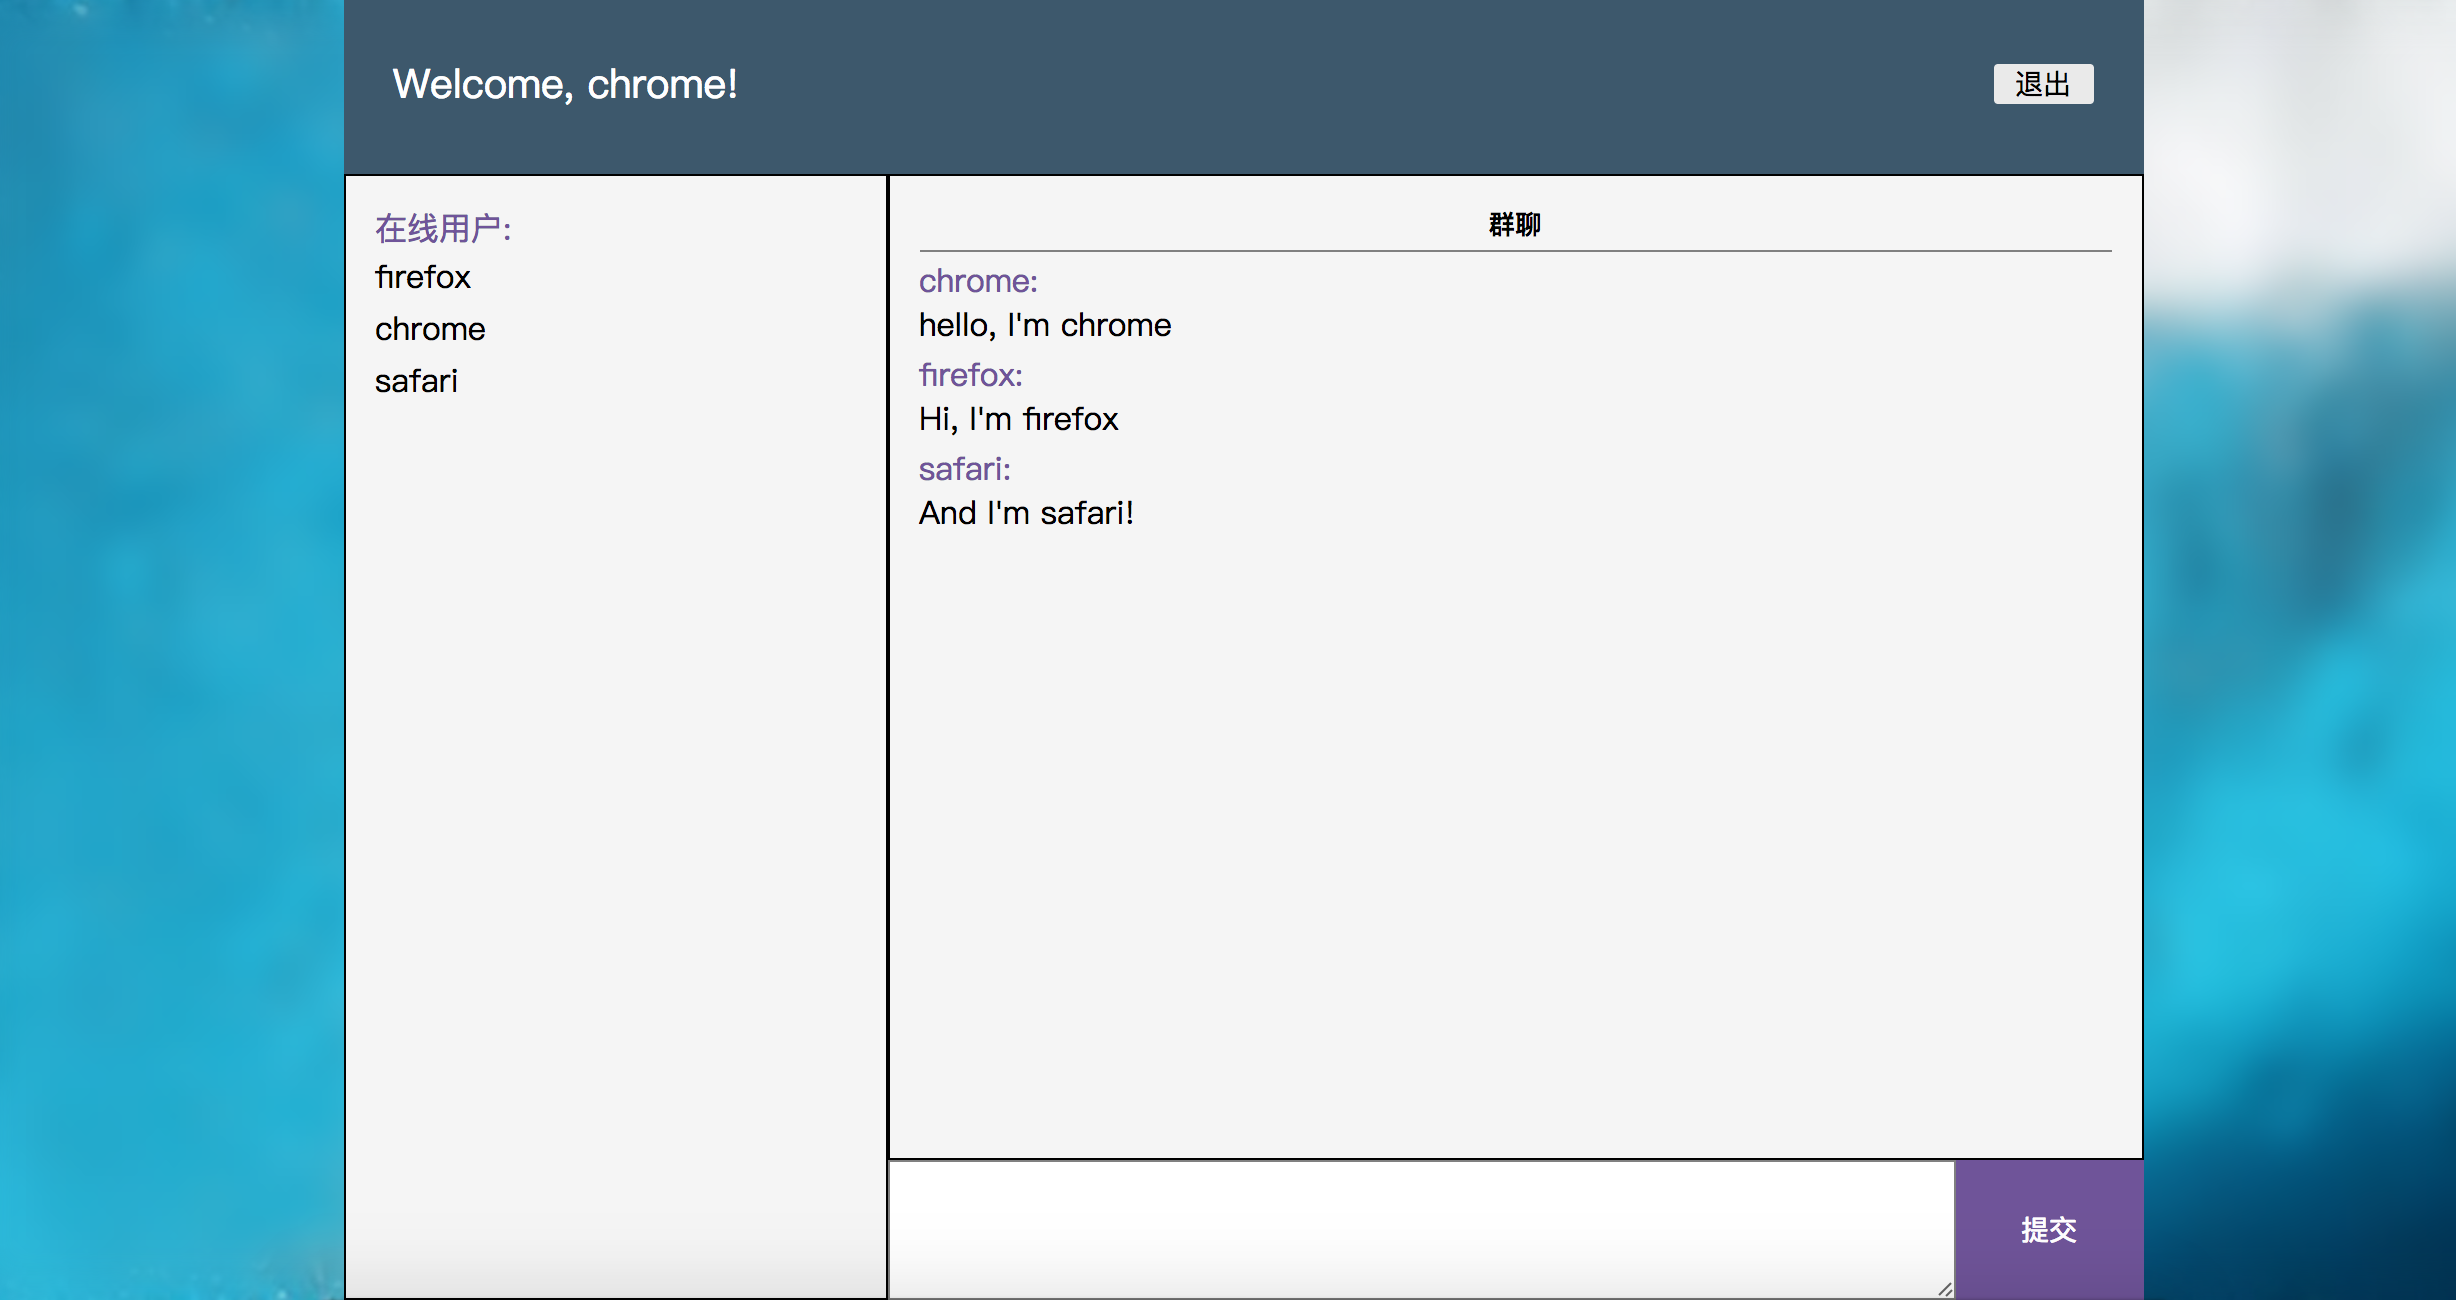 Welcome, chrome!
退出
在线用户:
firefox
chrome
safari
群聊
chrome:
hello, I'm chrome
firefox:
Hi, I'm firefox
safari:
And I'm safari!
提交